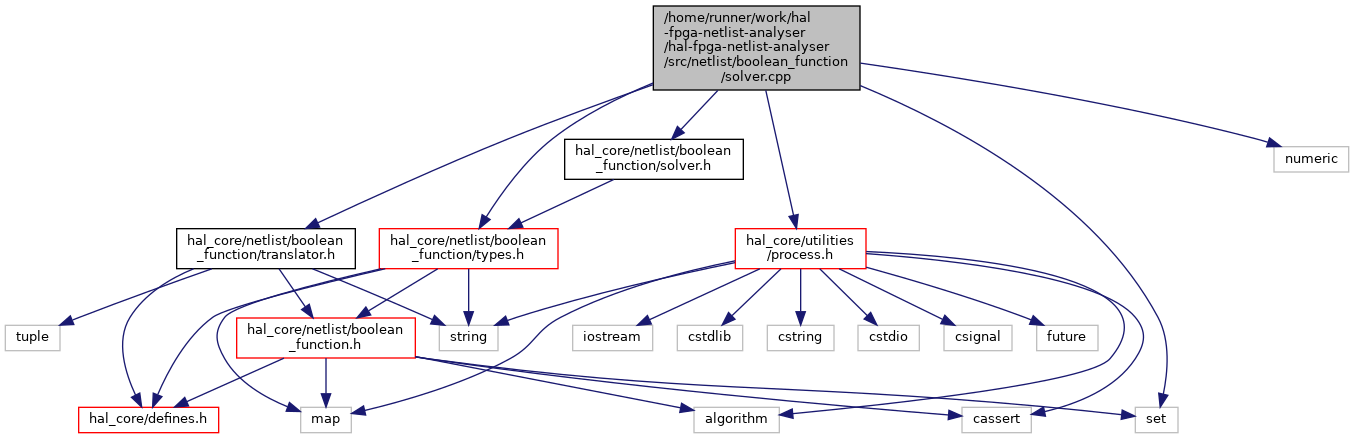 /home/runner/work/hal
-fpga-netlist-analyser
/hal-fpga-netlist-analyser
/src/netlist/boolean_function
/solver.cpp
hal_core/netlist/boolean
_function/solver.h
numeric
hal_core/netlist/boolean
_function/translator.h
hal_core/netlist/boolean
_function/types.h
hal_core/utilities
/process.h
tuple
hal_core/netlist/boolean
_function.h
string
iostream
cstdlib
cstring
cstdio
csignal
future
hal_core/defines.h
map
algorithm
cassert
set